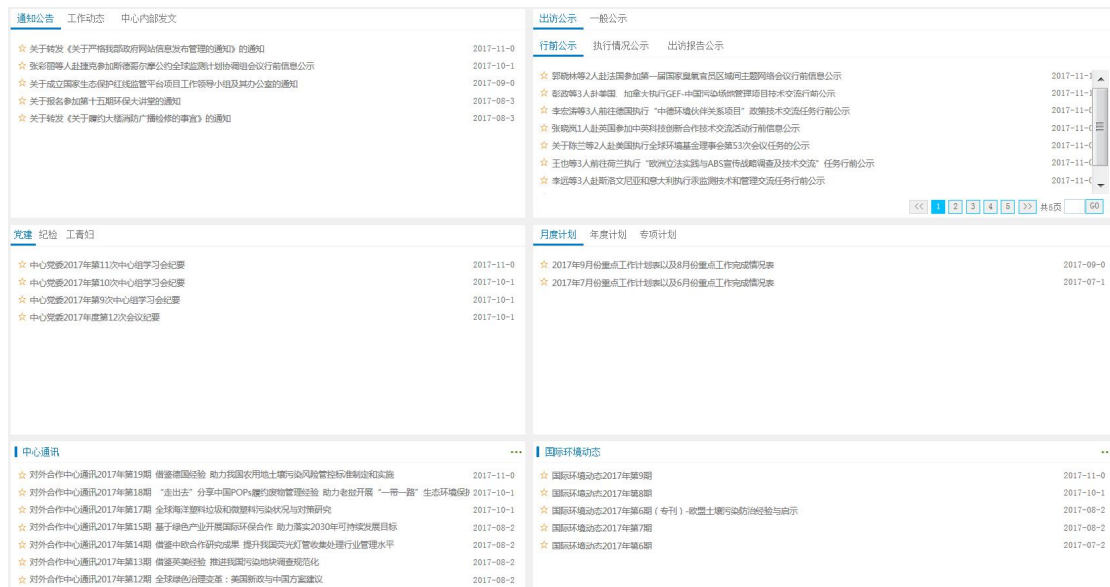 通知公告 工作动态 中心内部发文
☆ 关于转发《关于严格我部政府网站信息发布管理的通知》的通知 2017-11-0
☆ 张彩丽等人赴捷克参加斯德哥尔摩公约全球监测计划协调组会议行前信息公示 2017-10-1
☆ 关于成立国家生态保护红线监管平台项目工作领导小组及其办公室的通知 2017-09-0
☆ 关于报名参加第十五期环保大讲堂的通知 2017-08-3
☆ 关于转发《关于履约大楼消防广播检修的事宜》的通知 2017-08-3
出访公示 一般公示
行前公示 执行情况公示 出访报告公示
☆ 郭晓林等2人赴法国参加第一届国家臭氧官员区域间主题网络会议行前信息公示 2017-11-1
☆ 彭政等3人赴美国、加拿大执行GEF-中国污染场地管理项目技术交流行前公示 2017-11-1
☆ 李宏涛等3人前往德国执行“中德环境伙伴关系项目”政策技术交流任务行前公示 2017-11-0
☆ 张晓岚1人赴英国参加中英科技创新合作技术交流活动行前信息公示 2017-11-0
☆ 关于陈兰等2人赴美国执行全球环境基金理事会第53次会议任务的公示 2017-11-0
☆ 王也等3人前往荷兰执行“欧洲立法实践与ABS宣传战略调查及技术交流”任务行前公示 2017-11-0
☆ 李远等3人赴斯洛文尼亚和意大利执行汞监测技术和管理交流任务行前公示 2017-11-0
<< 1 2 3 4 5 >> 共6页 GO
党建 纪检 工青妇
☆ 中心党委2017年第11次中心组学习会纪要 2017-11-0
☆ 中心党委2017年第10次中心组学习会纪要 2017-10-1
☆ 中心党委2017年第9次中心组学习会纪要 2017-10-1
☆ 中心党委2017年度第12次会议纪要 2017-10-1
月度计划 年度计划 专项计划
☆ 2017年9月份重点工作计划表以及8月份重点工作完成情况表 2017-09-0
☆ 2017年7月份重点工作计划表以及6月份重点工作完成情况表 2017-07-1
中心通讯 •••
☆ 对外合作中心通讯2017年第19期 借鉴德国经验 助力我国农用地土壤污染风险管控标准制定和实施 2017-11-0
☆ 对外合作中心通讯2017年第18期 “走出去”分享中国POPs履约废物管理经验 助力老挝开展“一带一路”生态环境保护 2017-10-1
☆ 对外合作中心通讯2017年第17期 全球海洋塑料垃圾和微塑料污染状况与对策研究 2017-10-1
☆ 对外合作中心通讯2017年第15期 基于绿色产业开展国际环保合作 助力落实2030年可持续发展目标 2017-08-2
☆ 对外合作中心通讯2017年第14期 借鉴中欧合作研究成果 提升我国荧光灯管收集处理行业管理水平 2017-08-2
☆ 对外合作中心通讯2017年第13期 借鉴英美经验 推进我国污染地块调查规范化 2017-08-2
☆ 对外合作中心通讯2017年第12期 全球绿色治理变革：美国新政与中国方案建议 2017-08-2
国际环境动态 ••
☆ 国际环境动态2017年第9期 2017-11-0
☆ 国际环境动态2017年第8期 2017-10-1
☆ 国际环境动态2017年第6期（专刊）-欧盟土壤污染防治经验与启示 2017-08-2
☆ 国际环境动态2017年第7期 2017-08-2
☆ 国际环境动态2017年第6期 2017-07-2